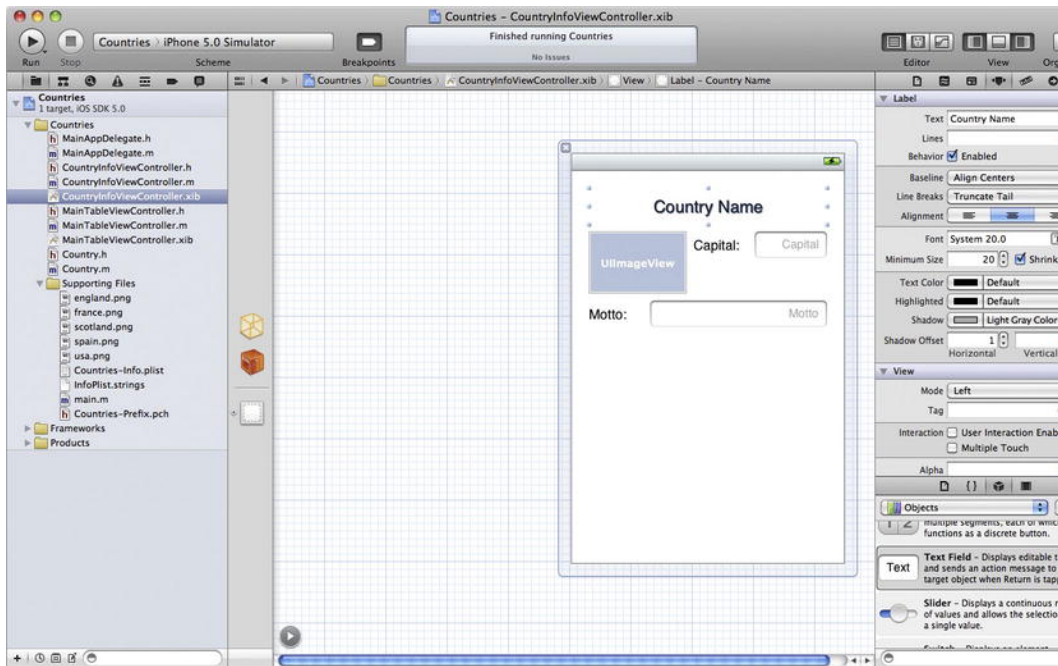 Countries - CountryInfoViewController.xib
Countries
iPhone 5.0 Simulator
Finished running Countries
No Issues
Run
Stop
Scheme
Breakpoints
Editor
View
Countries
Countries
CountryInfoViewController.xib
View
Label - Country Name
Countries
1 target, iOS SDK 5.0
Countries
h MainAppDelegate.h
m MainAppDelegate.m
h CountryInfoViewController.h
m CountryInfoViewController.m
CountryInfoViewController.xib
h MainTableViewController.h
m MainTableViewController.m
MainTableViewController.xib
h Country.h
m Country.m
Supporting Files
england.png
france.png
scotland.png
spain.png
usa.png
Countries-Info.plist
InfoPlist.strings
m main.m
h Countries-Prefix.pch
Frameworks
Products
Country Name
UIImageView
Capital:
Capital
Motto:
Motto
Label
Text Country Name
Lines
Behavior Enabled
Baseline Align Centers
Line Breaks Truncate Tail
Alignment
Font System 20.0
Minimum Size 20 Shrink
Text Color Default
Highlighted Default
Shadow Light Gray Color
Shadow Offset 1
Horizontal Vertical
View
Mode Left
Tag
Interaction User Interaction Enab
Multiple Touch
Alpha
{}
Objects
1 2
multiple segments, each of whic
functions as a discrete button.
Text
Text Field - Displays editable t
and sends an action message to
target object when Return is tap
Slider - Displays a continuous r
of values and allows the selectio
a single value.